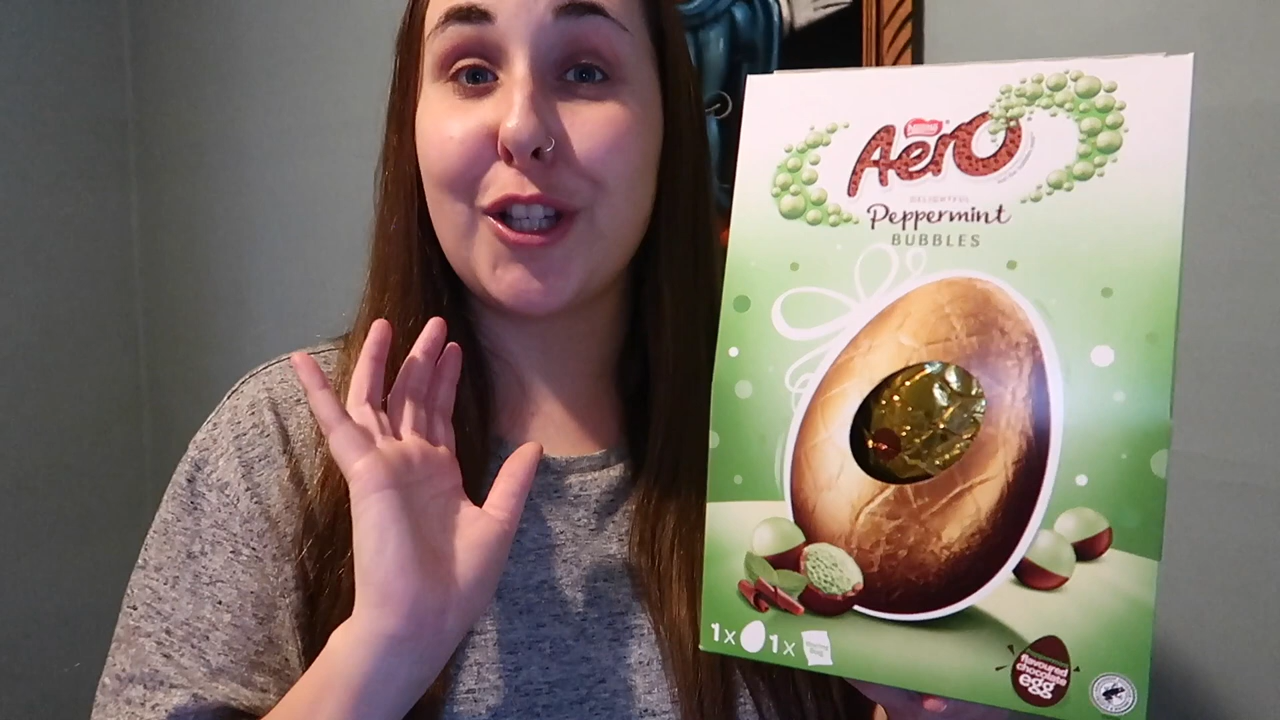 Nestlé
Aero
DELIGHTFUL
Peppermint
BUBBLES
1x 1x
flavoured
chocolate
egg